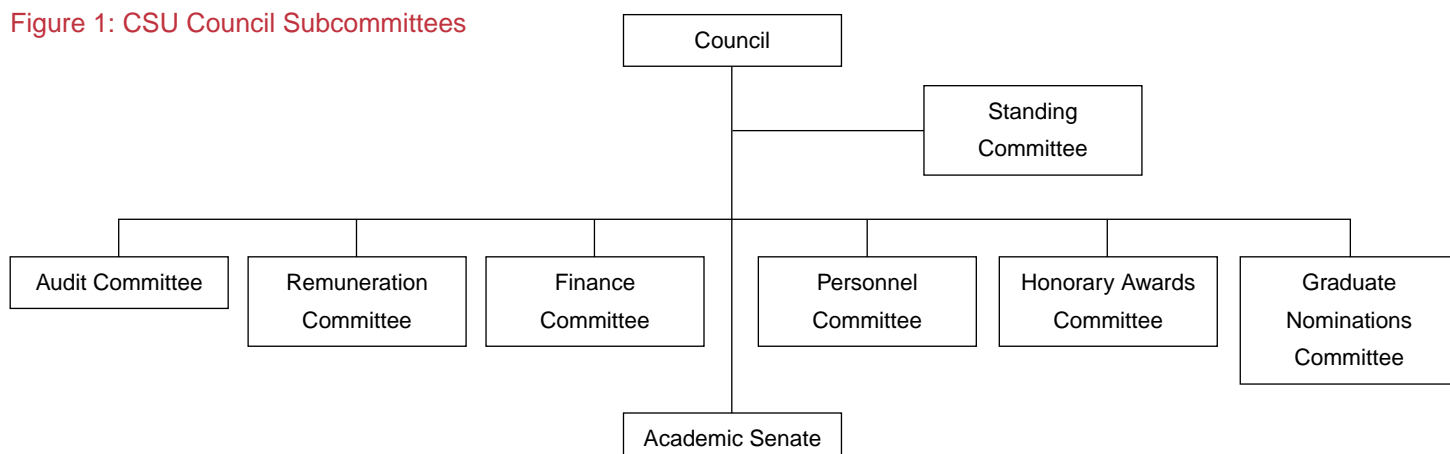 Figure 1: CSU Council Subcommittees
Council
Standing
Committee
Audit Committee
Remuneration
Committee
Finance
Committee
Personnel
Committee
Honorary Awards
Committee
Graduate
Nominations
Committee
Academic Senate